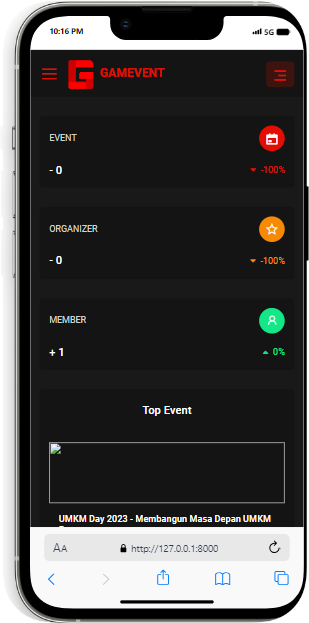 10:16 PM
5G
GAMEVENT
EVENT
- 0
-100%
ORGANIZER
- 0
-100%
MEMBER
+ 1
0%
Top Event
UMKM Day 2023 - Membangun Masa Depan UMKM
AA
http://127.0.0.1:8000